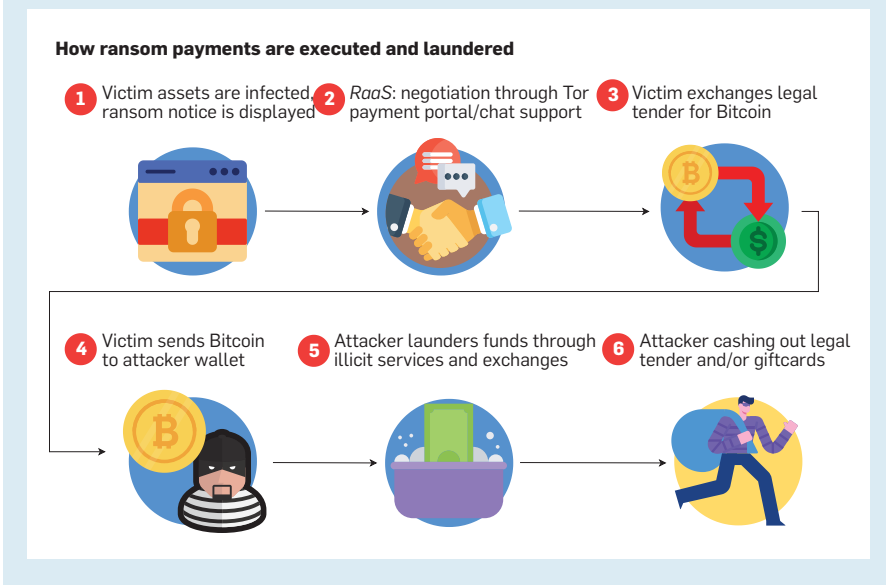 How ransom payments are executed and laundered
1 Victim assets are infected,
ransom notice is displayed
2 RaaS: negotiation through Tor
payment portal/chat support
3 Victim exchanges legal
tender for Bitcoin
4 Victim sends Bitcoin
to attacker wallet
5 Attacker launders funds through
illicit services and exchanges
6 Attacker cashing out legal
tender and/or giftcards